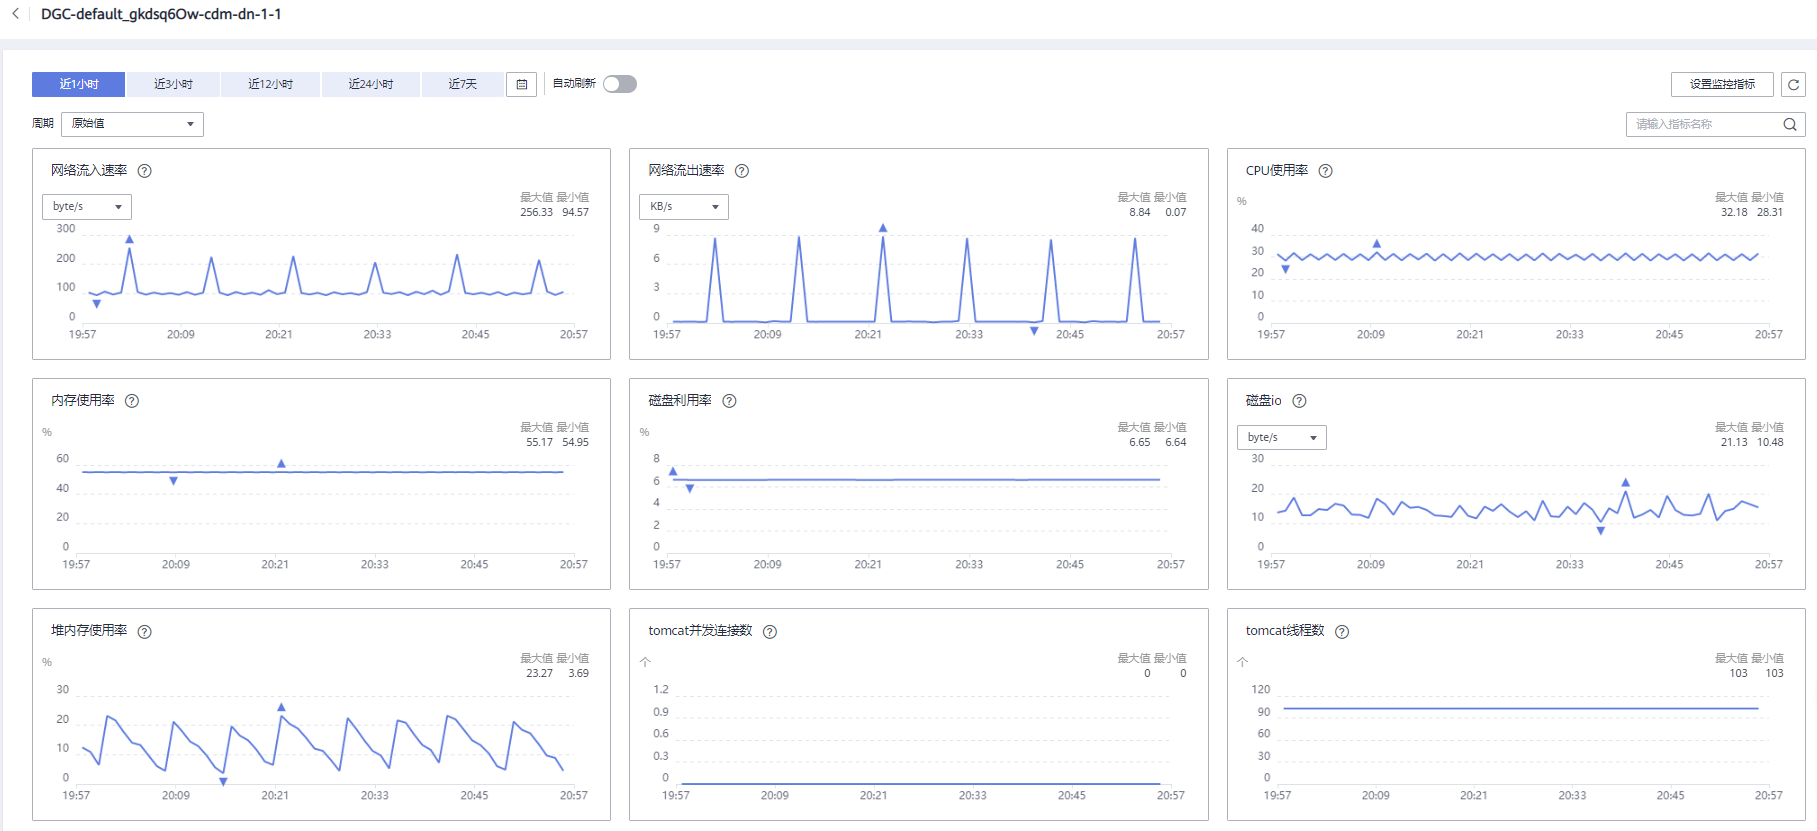 DGC-default_gkdsq6Ow-cdm-dn-1-1
近1小时 近3小时 近12小时 近24小时 近7天 自动刷新 设置监控指标
周期 原始值 请输入指标名称
网络流入速率 ?
byte/s
最大值 最小值
256.33 94.57
300
200
100
0
19:57 20:09 20:21 20:33 20:45 20:57
网络流出速率 ?
KB/s
最大值 最小值
8.84 0.07
9
6
3
0
19:57 20:09 20:21 20:33 20:45 20:57
CPU使用率 ?
%
最大值 最小值
32.18 28.31
40
30
20
10
0
19:57 20:09 20:21 20:33 20:45 20:57
内存使用率 ?
%
最大值 最小值
55.17 54.95
60
40
20
0
19:57 20:09 20:21 20:33 20:45 20:57
磁盘利用率 ?
%
最大值 最小值
6.65 6.64
8
6
4
2
0
19:57 20:09 20:21 20:33 20:45 20:57
磁盘io ?
byte/s
最大值 最小值
21.13 10.48
30
20
10
0
19:57 20:09 20:21 20:33 20:45 20:57
堆内存使用率 ?
%
最大值 最小值
23.27 3.69
30
20
10
0
19:57 20:09 20:21 20:33 20:45 20:57
tomcat并发连接数 ?
个
最大值 最小值
0 0
1.2
0.9
0.6
0.3
0
19:57 20:09 20:21 20:33 20:45 20:57
tomcat线程数 ?
个
最大值 最小值
103 103
120
90
60
30
0
19:57 20:09 20:21 20:33 20:45 20:57